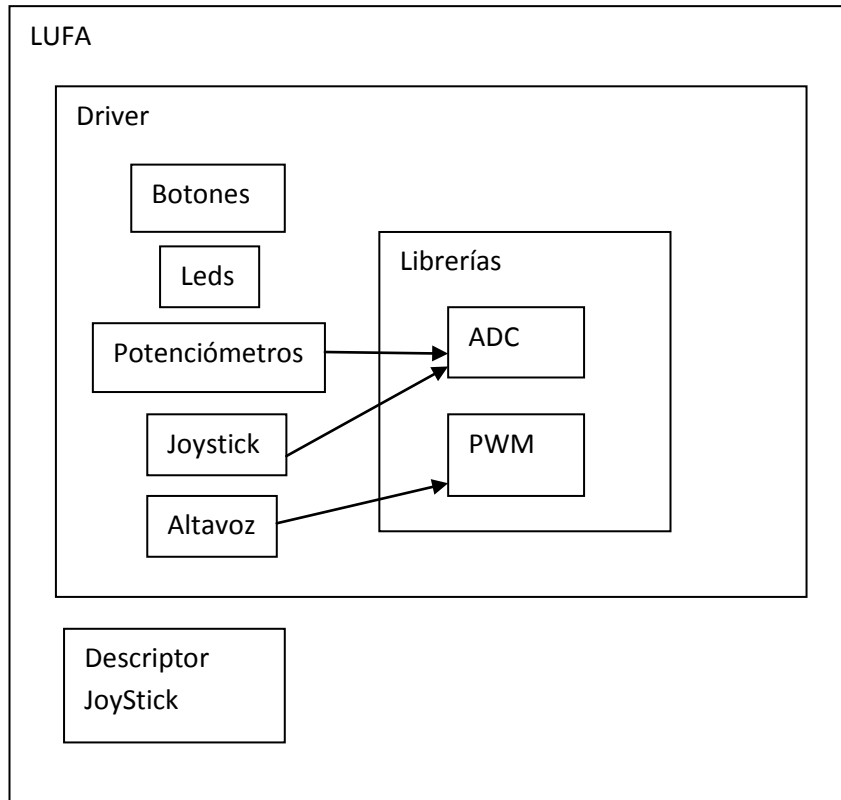 LUFA
Driver
Botones
Leds
Librerías
Potenciómetros
ADC
Joystick
PWM
Altavoz
Descriptor
JoyStick